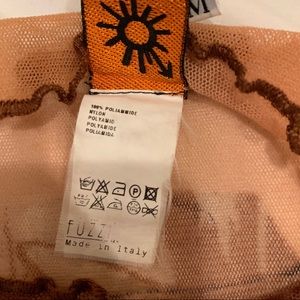 M
100% POLIAMMIDE
NYLON
POLYAMID
POLYAMIDE
POLIAMIDA
FUZZI
Made in Italy